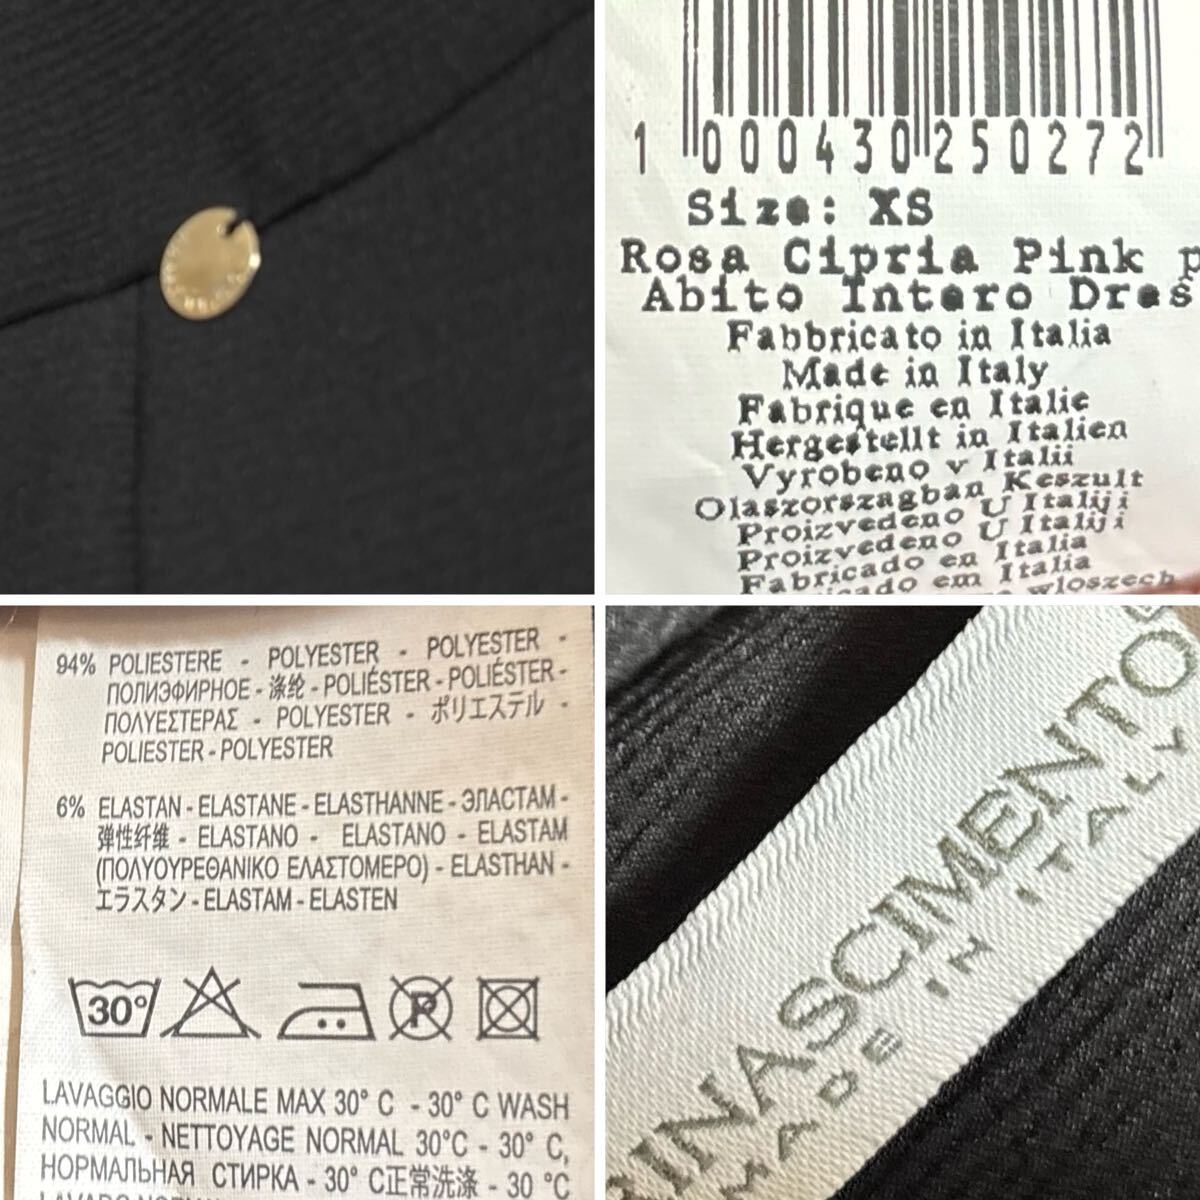 1 000430 250272
Size: XS
Rosa Cipria Pink p
Abito Intero Dres
Fabbricato in Italia
Made in Italy
Fabrique en Italie
Hergestellt in Italien
Vyrobeno v Italii
Olaszorszagban Keszult
Proizvedeno U Italiji
Proizvedeno U Italiji
Fabricado en Italia
icado em Italia
wloszech
94% POLIESTERE - POLYESTER - POLYESTER -
ПОЛИЭФИРНОЕ - 涤纶 - POLIÉSTER - POLIÉSTER -
ΠΟΛΥΕΣΤΕΡΑΣ - POLYESTER - ポリエステル -
POLIESTER - POLYESTER
6% ELASTAN - ELASTANE - ELASTHANNE - ЭЛАСТАМ -
弹性纤维 - ELASTANO - ELASTANO - ELASTAM
(ΠΟΛΥΟΥΡΕΘΑΝΙΚΟ ΕΛΑΣΤΟΜΕΡΟ) - ELASTHAN -
エラスタン - ELASTAM - ELASTEN
30° P
LAVAGGIO NORMALE MAX 30° C - 30° C WASH
NORMAL - NETTOYAGE NORMAL 30°C - 30° C,
НОРМАЛЬНАЯ СТИРКА - 30° C正常洗涤 - 30 °C
INASCIMENTO
MADE IN ITALY